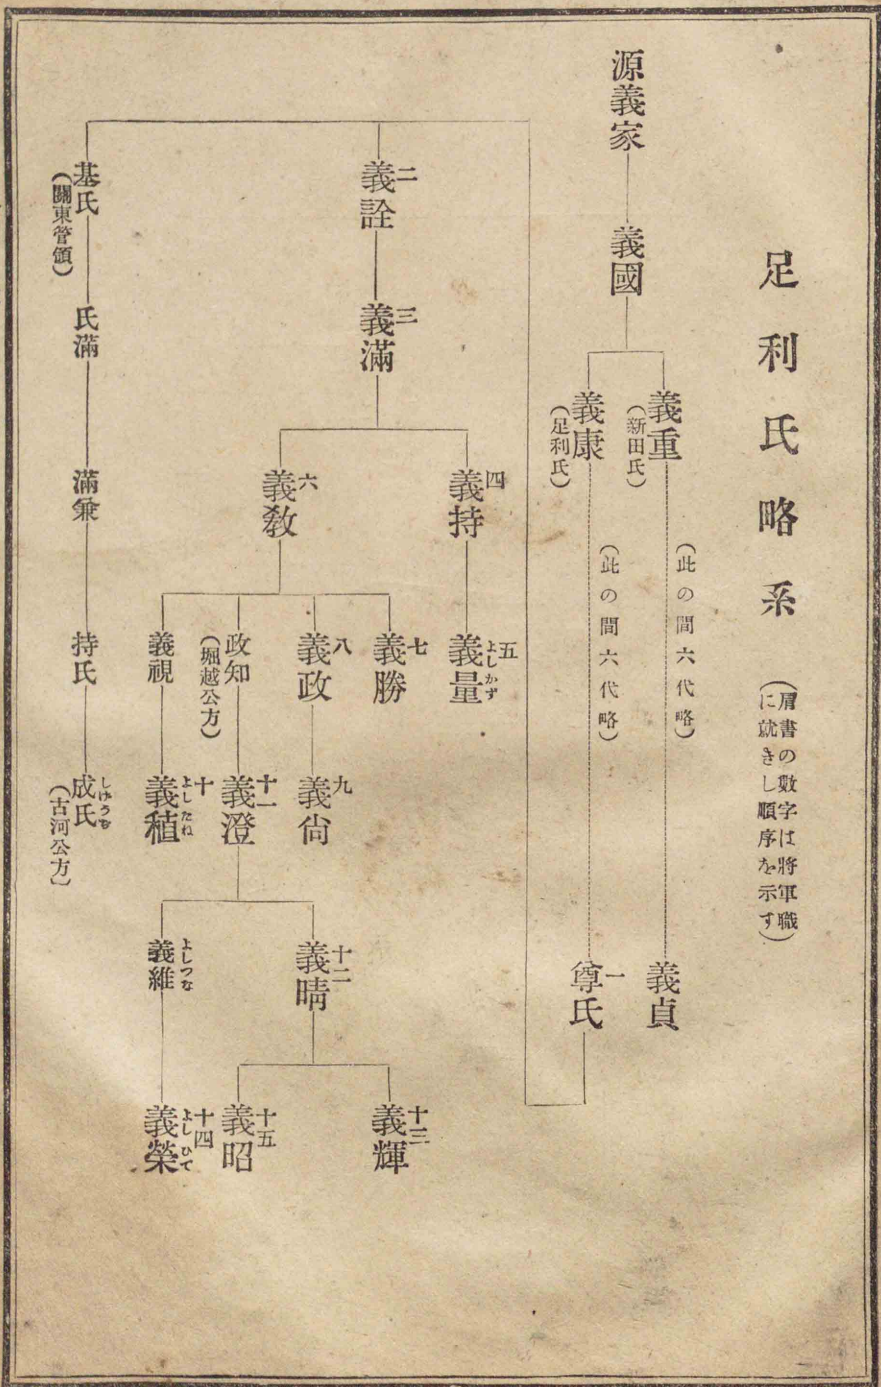 足利氏略系
(肩書の數字は將軍職
に就きし順序を示す)
源義家
義國
義重
(新田氏)
(此の間六代略)
義貞
義康
(足利氏)
(此の間六代略)
一
尊氏
二
義詮
三
義滿
四
義持
五
義量
よしかず
六
義教
七
義勝
八
義政
九
義尙
政知
(堀越公方)
十一
義澄
十二
義晴
十三
義輝
十五
義昭
よしつな
義維
十四
義榮
よしひで
義視
十
義稙
よしたね
基氏
(關東管領)
氏滿
滿兼
持氏
しげうぢ
成氏
(古河公方)